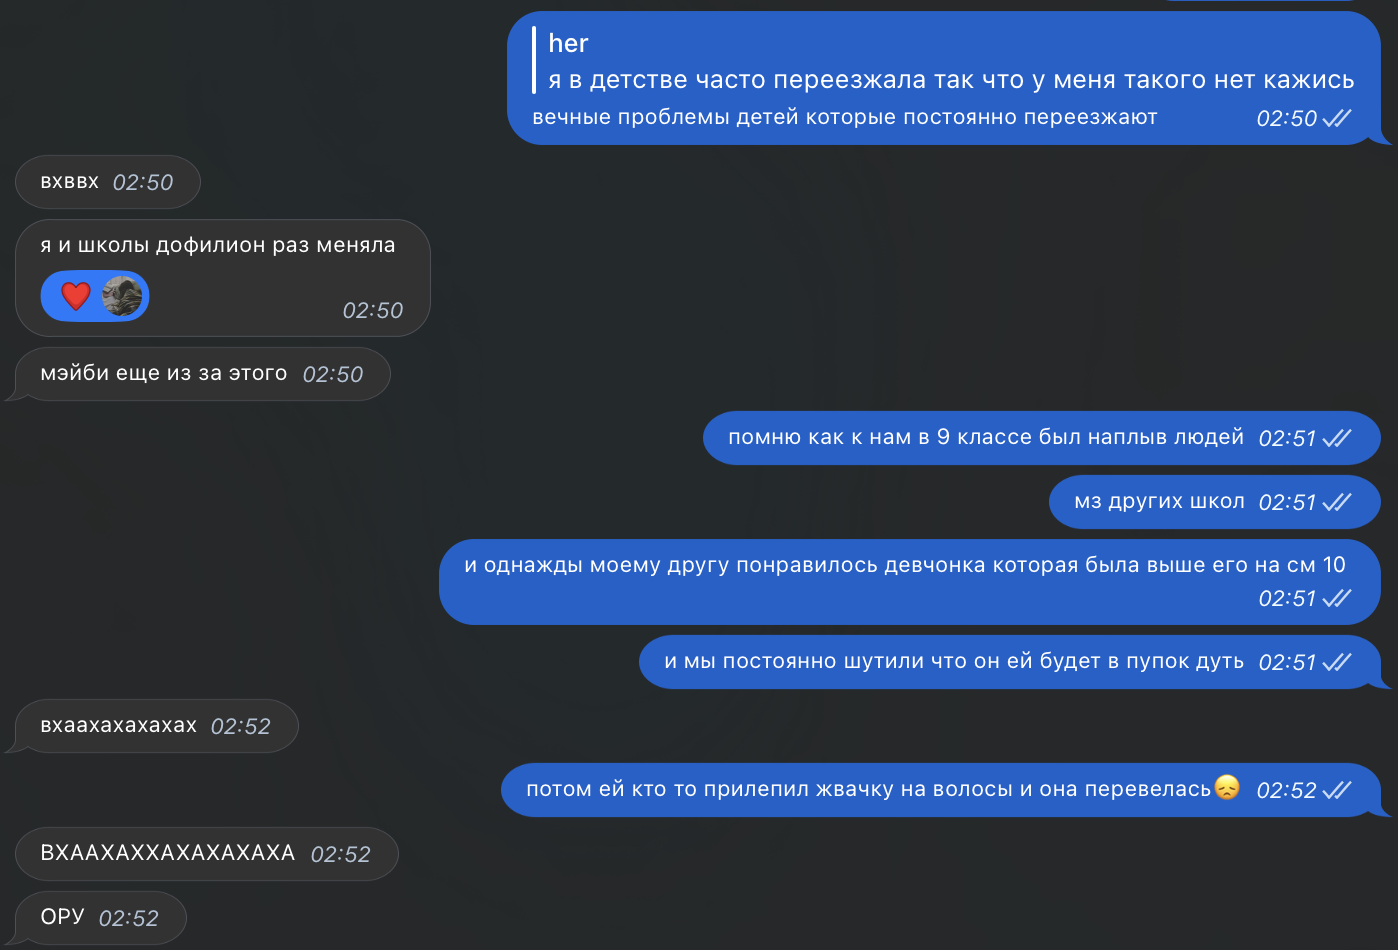 her
я в детстве часто переезжала так что у меня такого нет кажись
вечные проблемы детей которые постоянно переезжают 02:50
вхввх 02:50
я и школы дофилион раз меняла
02:50
мэйби еще из за этого 02:50
помню как к нам в 9 классе был наплыв людей 02:51
мз других школ 02:51
и однажды моему другу понравилось девчонка которая была выше его на см 10
02:51
и мы постоянно шутили что он ей будет в пупок дуть 02:51
вхаахахахахах 02:52
потом ей кто то прилепил жвачку на волосы и она перевелась😞 02:52
ВХААХАХХАХАХАХАХА 02:52
ОРУ 02:52